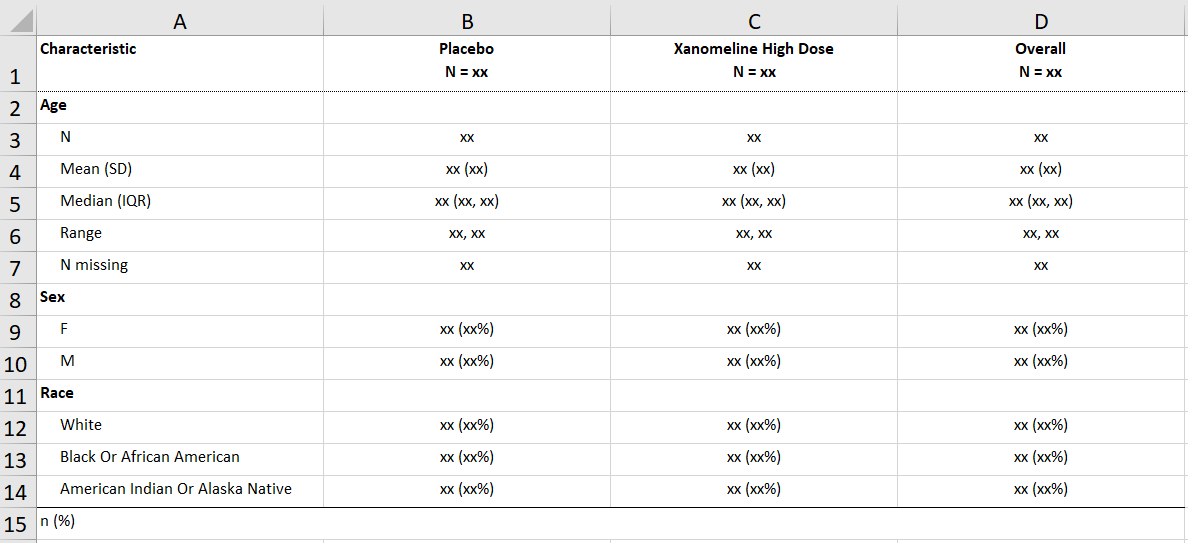 A B C D
1 Characteristic Placebo N = xx Xanomeline High Dose N = xx Overall N = xx
2 Age
3 N xx xx xx
4 Mean (SD) xx (xx) xx (xx) xx (xx)
5 Median (IQR) xx (xx, xx) xx (xx, xx) xx (xx, xx)
6 Range xx, xx xx, xx xx, xx
7 N missing xx xx xx
8 Sex
9 F xx (xx%) xx (xx%) xx (xx%)
10 M xx (xx%) xx (xx%) xx (xx%)
11 Race
12 White xx (xx%) xx (xx%) xx (xx%)
13 Black Or African American xx (xx%) xx (xx%) xx (xx%)
14 American Indian Or Alaska Native xx (xx%) xx (xx%) xx (xx%)
15 n (%)